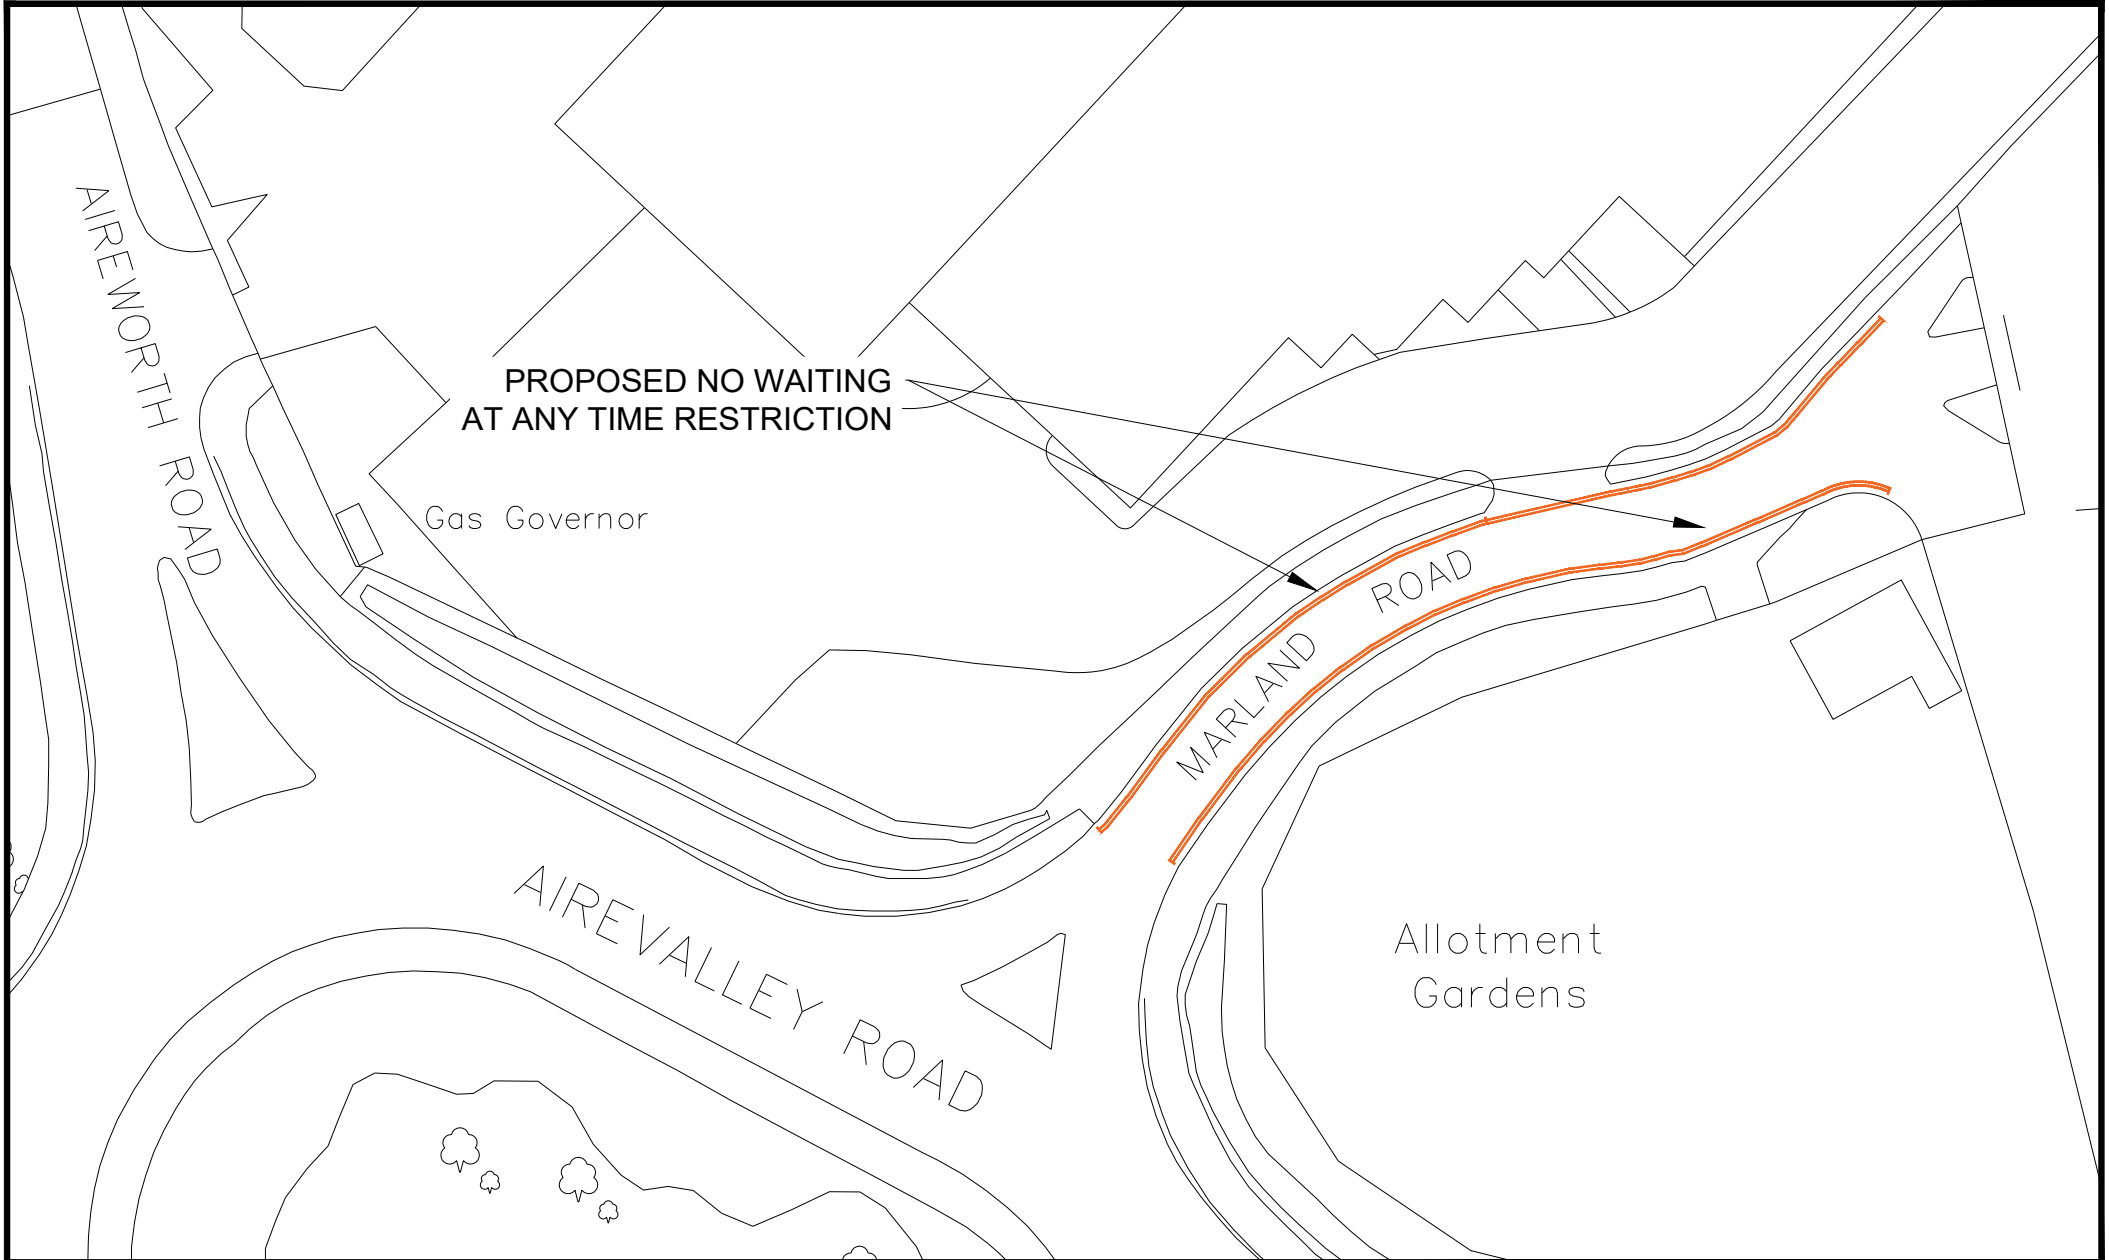 AIREWORTH ROAD
PROPOSED NO WAITING
AT ANY TIME RESTRICTION
Gas Governor
MARLAND ROAD
AIREVALLEY ROAD
Allotment
Gardens